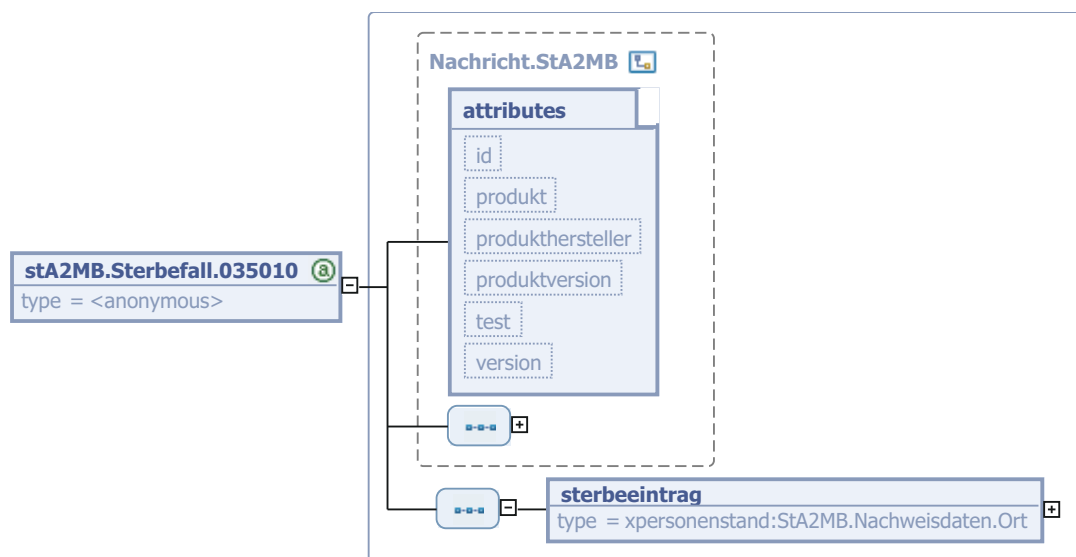 Nachricht.StA2MB
attributes
id
produkt
produkthersteller
produktversion
test
version
stA2MB.Sterbefall.035010
type = <anonymous>
sterbeeintrag
type = xpersonenstand:StA2MB.Nachweisdaten.Ort